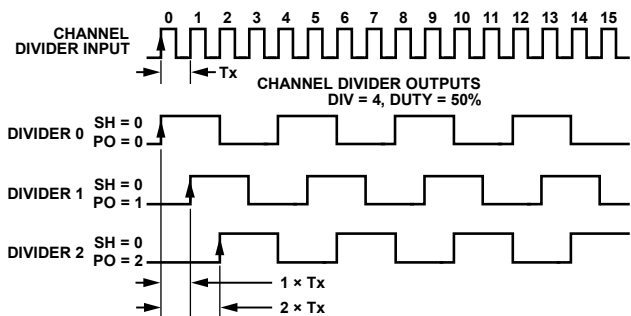 0 1 2 3 4 5 6 7 8 9 10 11 12 13 14 15
CHANNEL
DIVIDER INPUT
Tx
CHANNEL DIVIDER OUTPUTS
DIV = 4, DUTY = 50%
DIVIDER 0
SH = 0
PO = 0
DIVIDER 1
SH = 0
PO = 1
DIVIDER 2
SH = 0
PO = 2
1 × Tx
2 × Tx